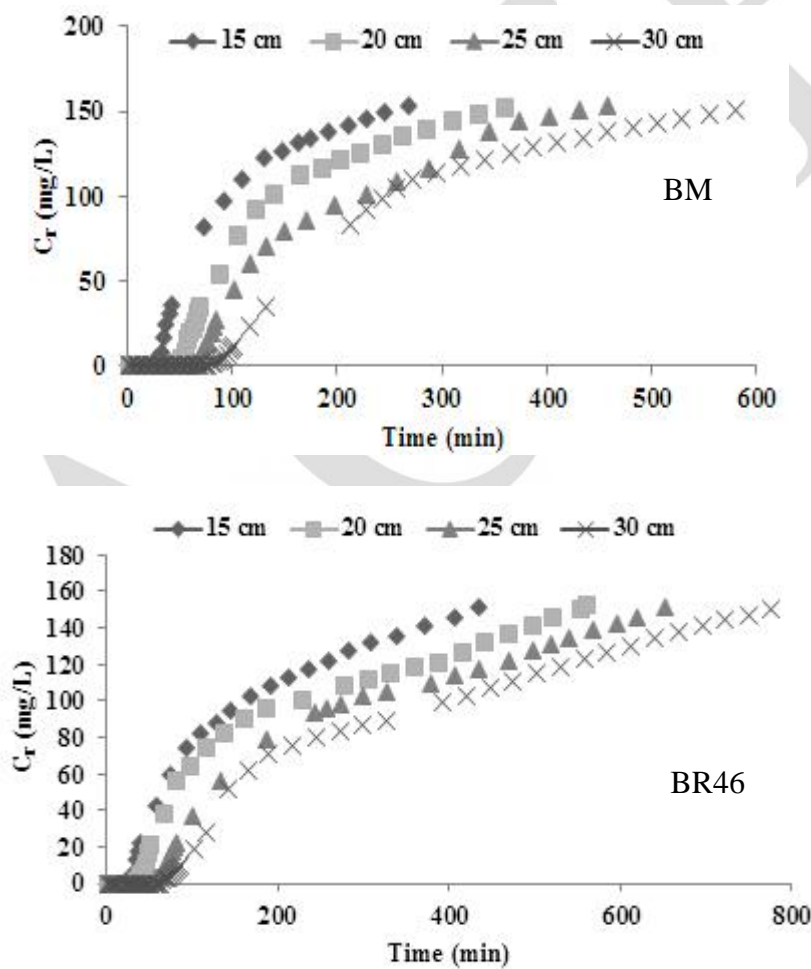 15 cm 20 cm 25 cm 30 cm
200
150
100
50
0
Cr (mg/L)
BM
0 100 200 300 400 500 600
Time (min)
15 cm 20 cm 25 cm 30 cm
180
160
140
120
100
80
60
40
20
0
Cr (mg/L)
BR46
0 200 400 600 800
Time (min)